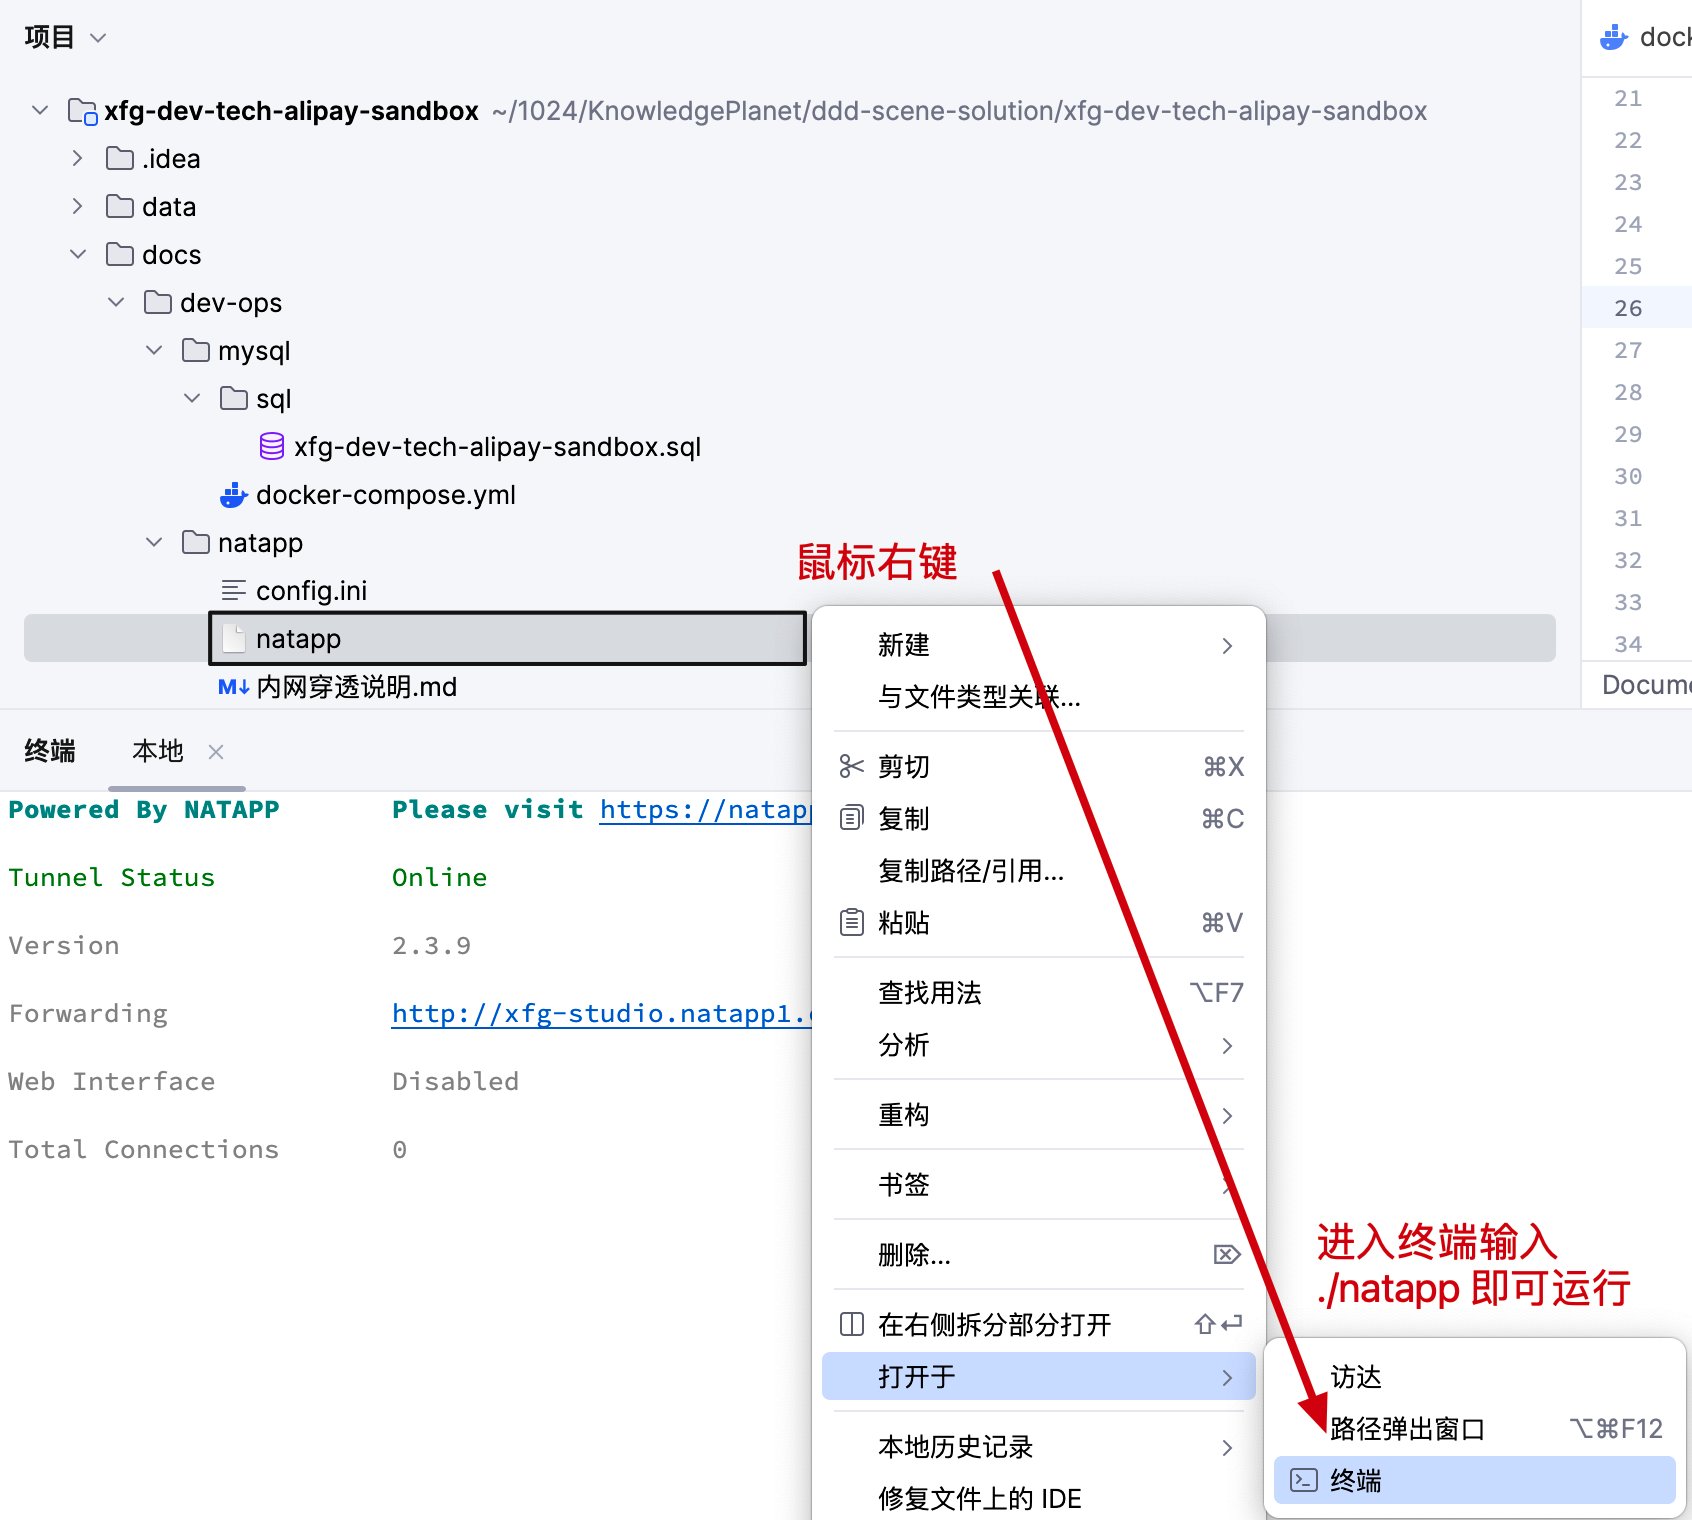 项目
dock
xfg-dev-tech-alipay-sandbox ~/1024/KnowledgePlanet/ddd-scene-solution/xfg-dev-tech-alipay-sandbox
.idea
data
docs
dev-ops
mysql
sql
xfg-dev-tech-alipay-sandbox.sql
docker-compose.yml
natapp
config.ini
natapp
M↓ 内网穿透说明.md
21
22
23
24
25
26
27
28
29
30
31
32
33
34
Docume
鼠标右键
终端 本地
Powered By NATAPP Please visit https://natapp
Tunnel Status Online
Version 2.3.9
Forwarding http://xfg-studio.natapp1.
Web Interface Disabled
Total Connections 0
新建
与文件类型关联...
剪切 ⌘X
复制 ⌘C
复制路径/引用...
粘贴 ⌘V
查找用法 ⌥F7
分析
重构
书签
删除... ⌦
在右侧拆分部分打开 ⇧↩
打开于
本地历史记录
修复文件上的 IDE
进入终端输入
./natapp 即可运行
访达
路径弹出窗口 ⌥⌘F12
终端